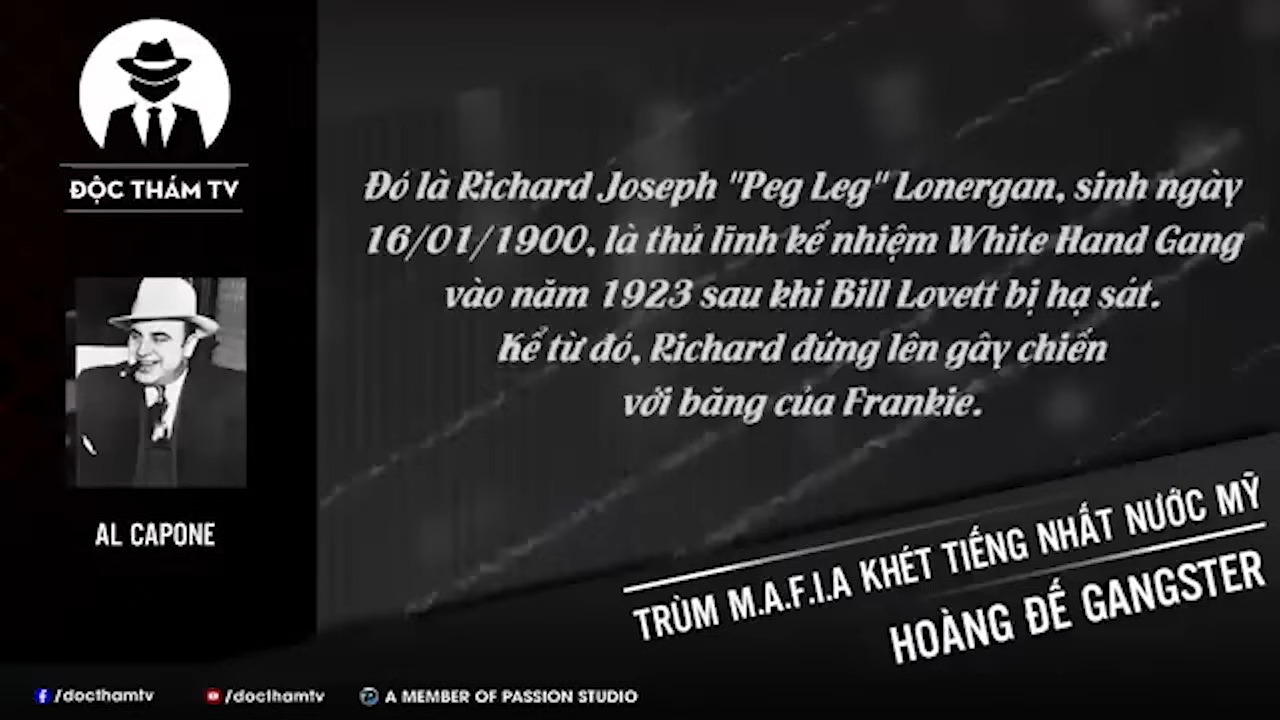 ĐỘC THÁM TV
AL CAPONE
Đó là Richard Joseph "Peg Leg" Lonergan, sinh ngày
16/01/1900, là thủ lĩnh kế nhiệm White Hand Gang
vào năm 1923 sau khi Bill Lovett bị hạ sát.
Kể từ đó, Richard đứng lên gây chiến
với băng của Frankie.
TRÙM M.A.F.I.A KHÉT TIẾNG NHẤT NƯỚC MỸ
HOÀNG ĐẾ GANGSTER
/docthamtv
/docthamtv
A MEMBER OF PASSION STUDIO